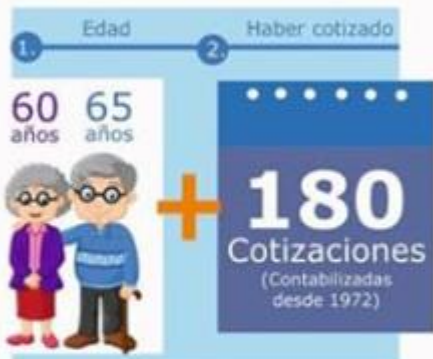 1. Edad
2. Haber cotizado
60 65
años años
180
Cotizaciones
(Contabilizadas
desde 1972)